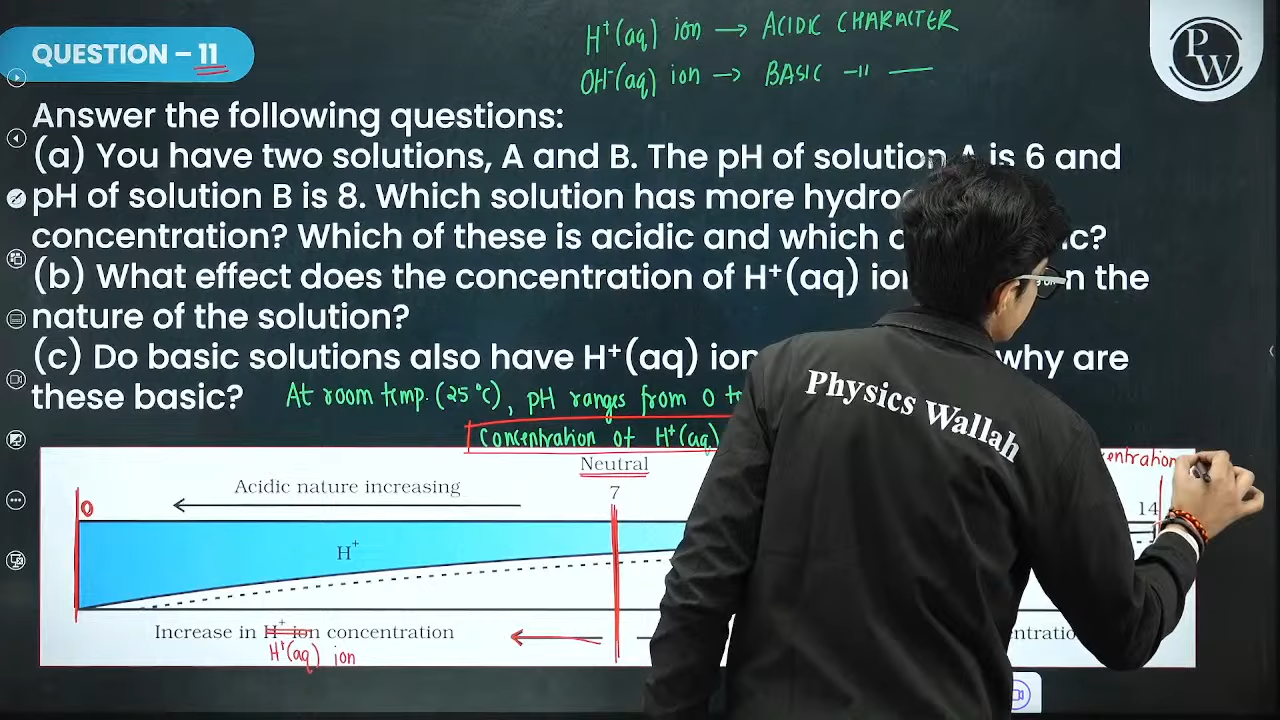 H⁺(aq) ion → ACIDIC CHARACTER
OH⁻(aq) ion → BASIC -11 —
QUESTION – 11
PW
Answer the following questions:
(a) You have two solutions, A and B. The pH of solution A is 6 and
pH of solution B is 8. Which solution has more
concentration? Which of these is acidic and which
(b) What effect does the concentration of H⁺(aq) on the
nature of the solution?
(c) Do basic solutions also have H⁺(aq) why are
these basic?
At room temp. (25°C), pH ranges from 0
Concentration of H⁺(aq)
Physics Wallah
Neutral
Acidic nature increasing
0
7
14
H⁺
Increase in H⁺ ion concentration
H⁺(aq) ion